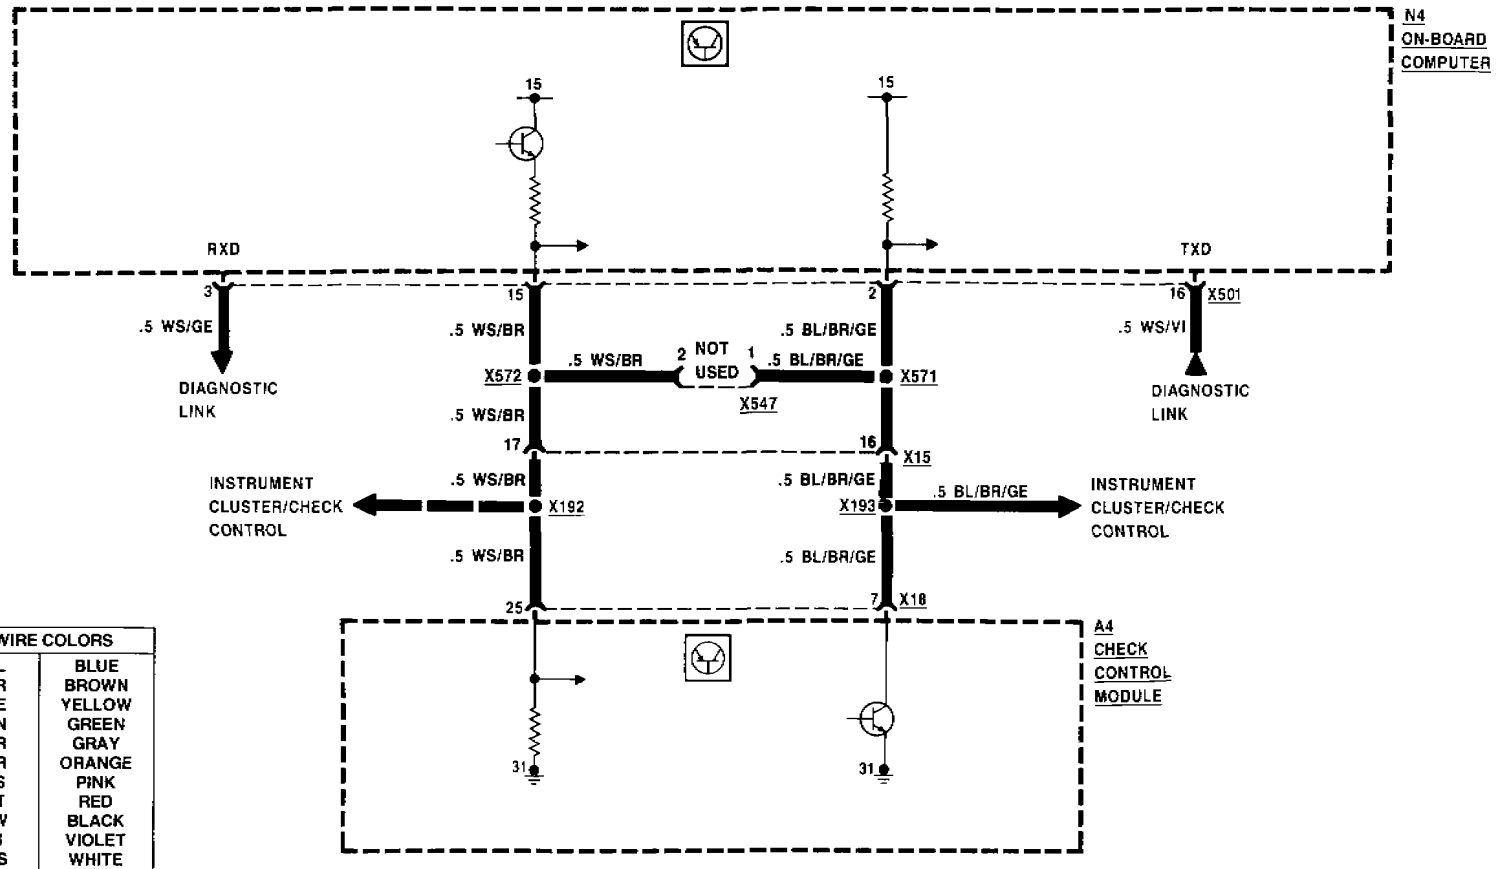 N4
ON-BOARD
COMPUTER
15
15
RXD
TXD
3
15
2
16
X501
.5 WS/GE
.5 WS/BR
.5 BL/BR/GE
.5 WS/VI
DIAGNOSTIC
LINK
X572
.5 WS/BR
2
NOT
USED
1
.5 BL/BR/GE
X547
X571
DIAGNOSTIC
LINK
.5 WS/BR
17
16
X15
INSTRUMENT
CLUSTER/CHECK
CONTROL
.5 WS/BR
X192
.5 BL/BR/GE
X193
.5 BL/BR/GE
INSTRUMENT
CLUSTER/CHECK
CONTROL
.5 WS/BR
.5 BL/BR/GE
25
7
X18
A4
CHECK
CONTROL
MODULE
31
31
WIRE COLORS
BLUE
BROWN
YELLOW
GREEN
GRAY
ORANGE
PINK
RED
BLACK
VIOLET
WHITE